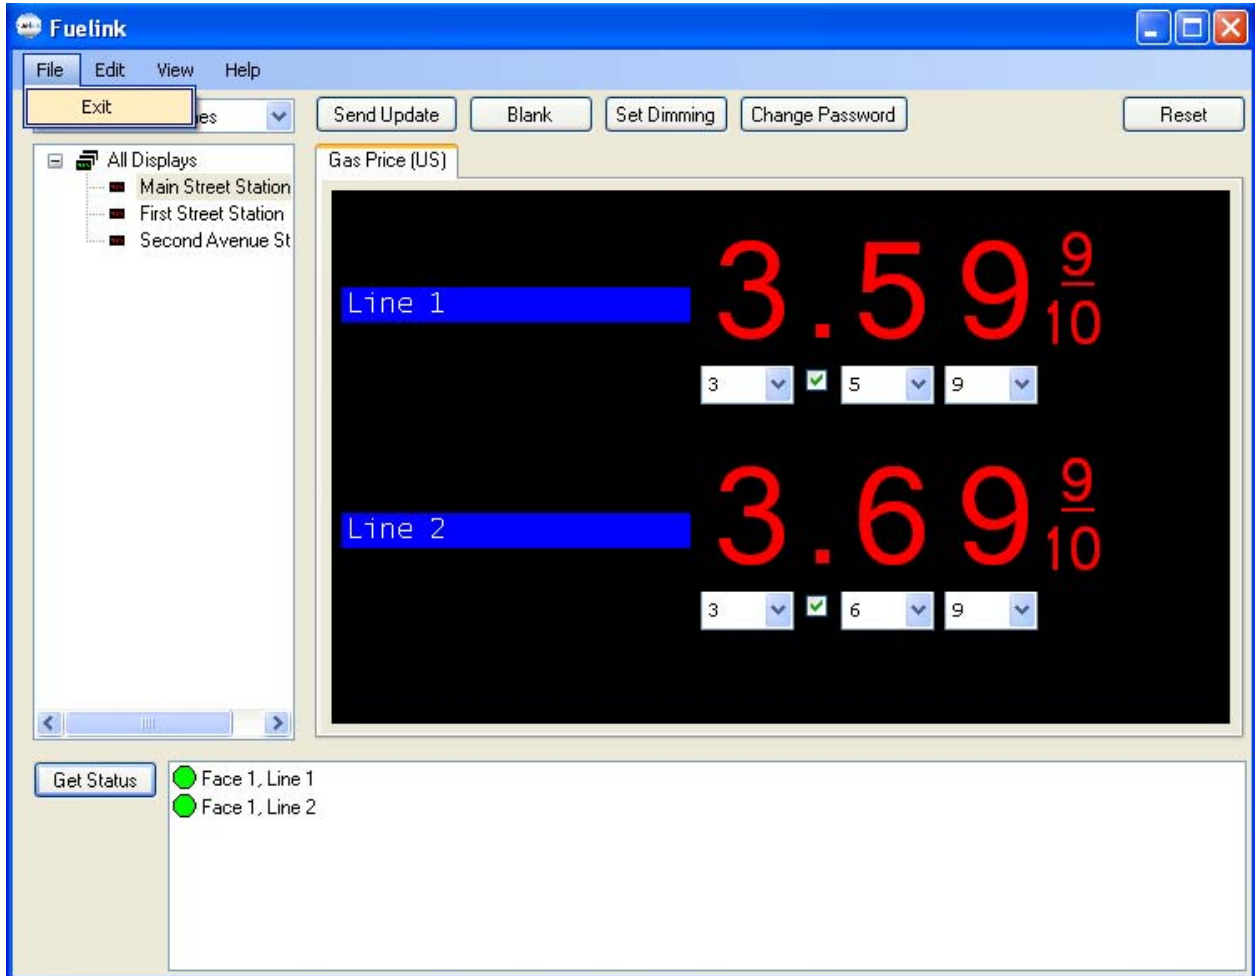 Fuelink
File Edit View Help
Exit
Send Update Blank Set Dimming Change Password Reset
All Displays
Main Street Station
First Street Station
Second Avenue St
Gas Price (US)
Line 1 3.59 9/10
3 5 9
Line 2 3.69 9/10
3 6 9
Get Status
Face 1, Line 1
Face 1, Line 2